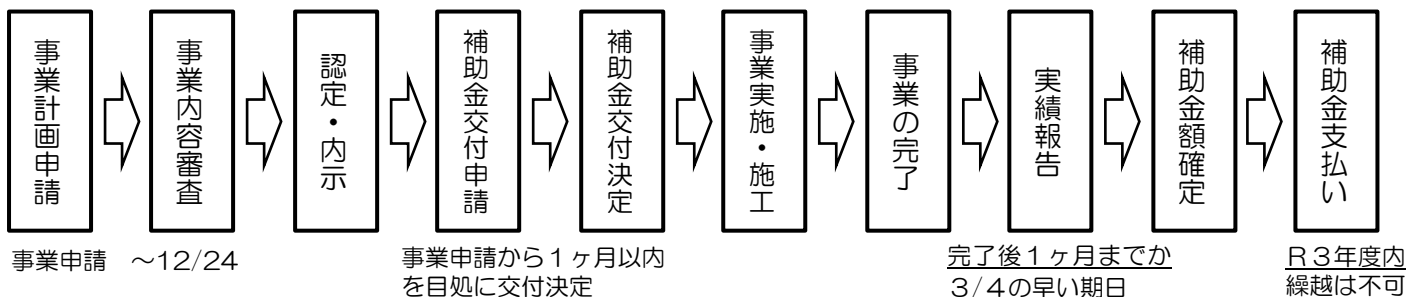 事業計画申請
事業内容審査
認定・内示
補助金交付申請
補助金交付決定
事業実施・施工
事業の完了
実績報告
補助金額確定
補助金支払い
事業申請　～12/24
事業申請から１ヶ月以内
を目処に交付決定
完了後１ヶ月までか
3/4の早い期日
R３年度内
繰越は不可